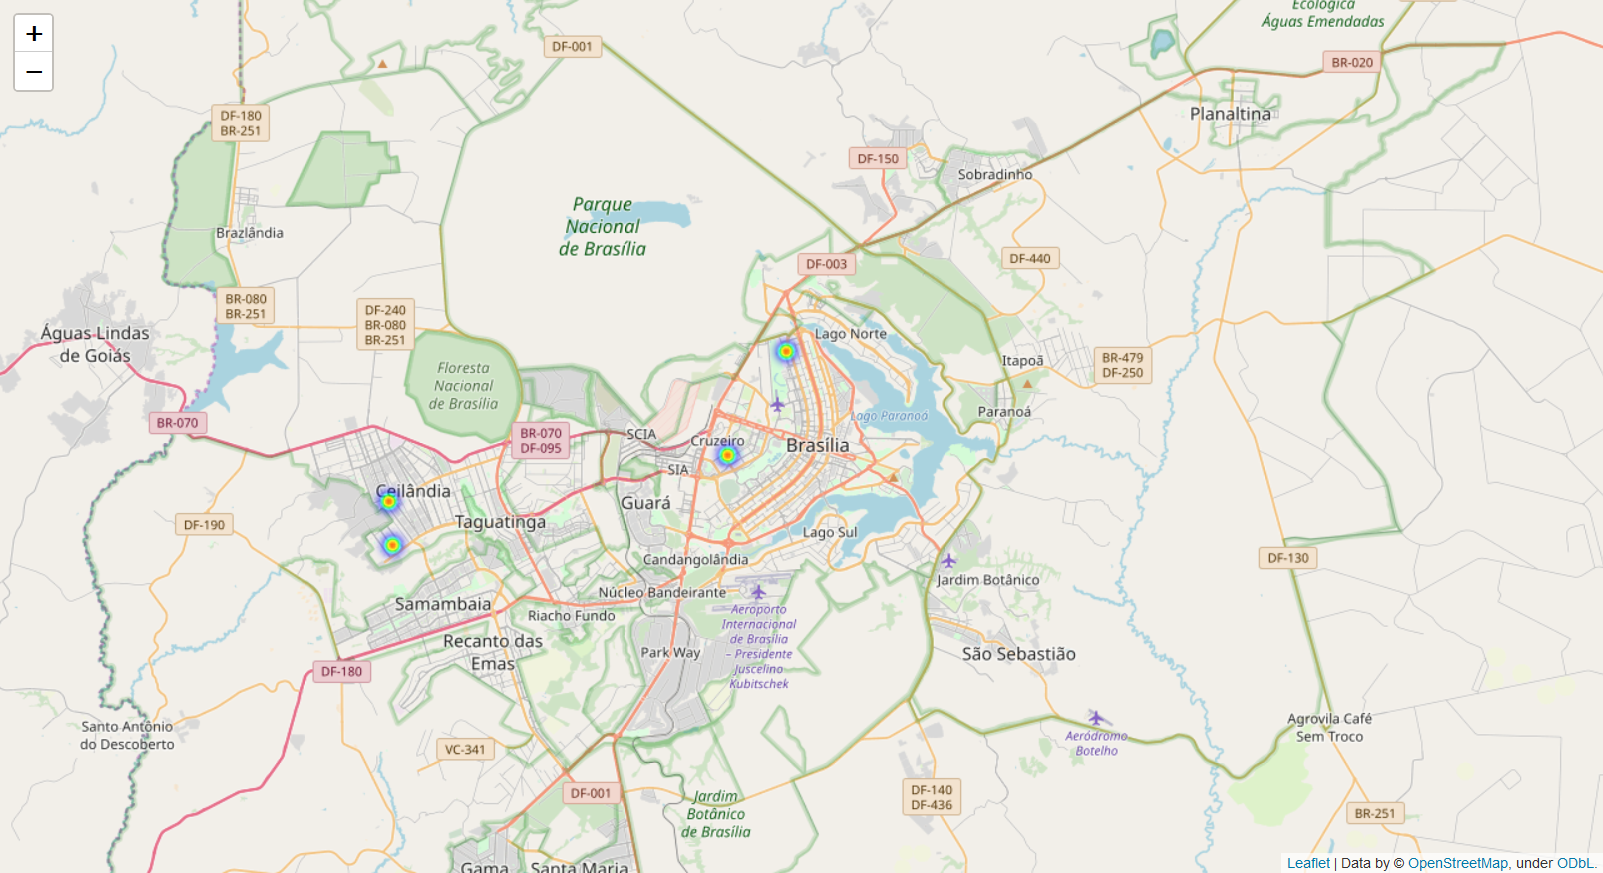 +
−
Ecológica
Águas Emendadas
DF-001
BR-020
Planaltina
DF-180
BR-251
DF-150
Sobradinho
Parque
Nacional
de Brasília
Brazlândia
DF-003
DF-440
BR-080
BR-251
DF-240
BR-080
BR-251
Águas Lindas
de Goiás
Lago Norte
Floresta
Nacional
de Brasília
Itapoã
BR-479
DF-250
Paranoá
Lago Paranoá
BR-070
BR-070
DF-095
SCIA
Cruzeiro
Brasília
SIA
Ceilândia
Guará
Taguatinga
DF-190
Lago Sul
Candangolândia
DF-130
Jardim Botânico
Núcleo Bandeirante
Samambaia
Riacho Fundo
Aeroporto
Internacional
de Brasília
– Presidente
Juscelino
Kubitschek
Recanto das
Emas
Park Way
São Sebastião
DF-180
Santo Antônio
do Descoberto
Agrovila Café
Sem Troco
Aeródromo
Botelho
VC-341
DF-001
Jardim
Botânico
de Brasília
DF-140
DF-436
BR-251
Gama
Santa Maria
Leaflet | Data by © OpenStreetMap, under ODbL.